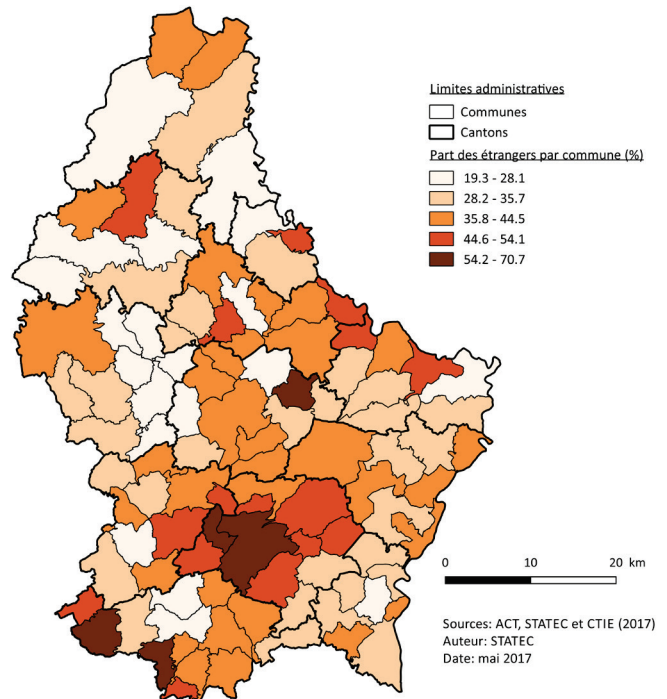 Limites administratives
Communes
Cantons
Part des étrangers par commune (%)
19.3 - 28.1
28.2 - 35.7
35.8 - 44.5
44.6 - 54.1
54.2 - 70.7
0 10 20 km
Sources: ACT, STATEC et CTIE (2017)
Auteur: STATEC
Date: mai 2017